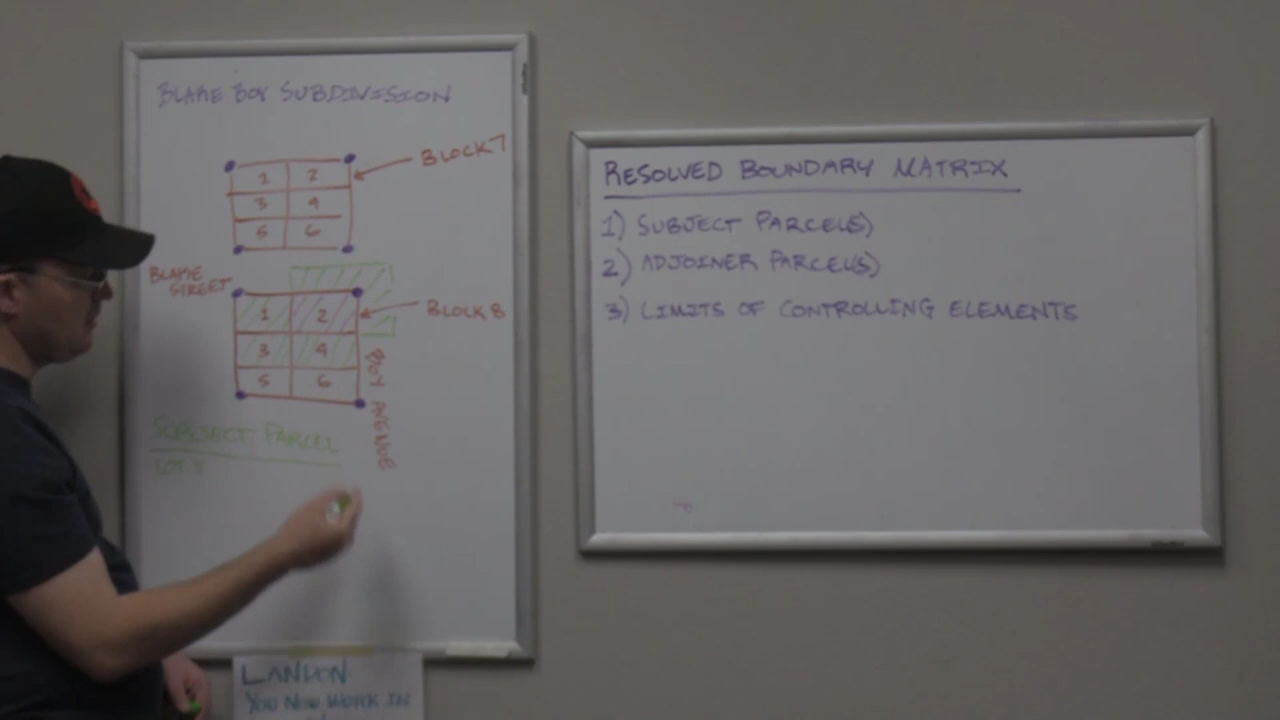 BLAKE BOY SUBDIVISION
BLOCK 7
1 2
3 4
5 6
BLAKE
STREET
BLOCK 8
1 2
3 4
5 6
BOY AVENUE
SUBJECT PARCEL
LOT
RESOLVED BOUNDARY MATRIX
1) SUBJECT PARCEL(S)
2) ADJOINER PARCEL(S)
3) LIMITS OF CONTROLLING ELEMENTS
LANDON
YOU NOW WORK IN